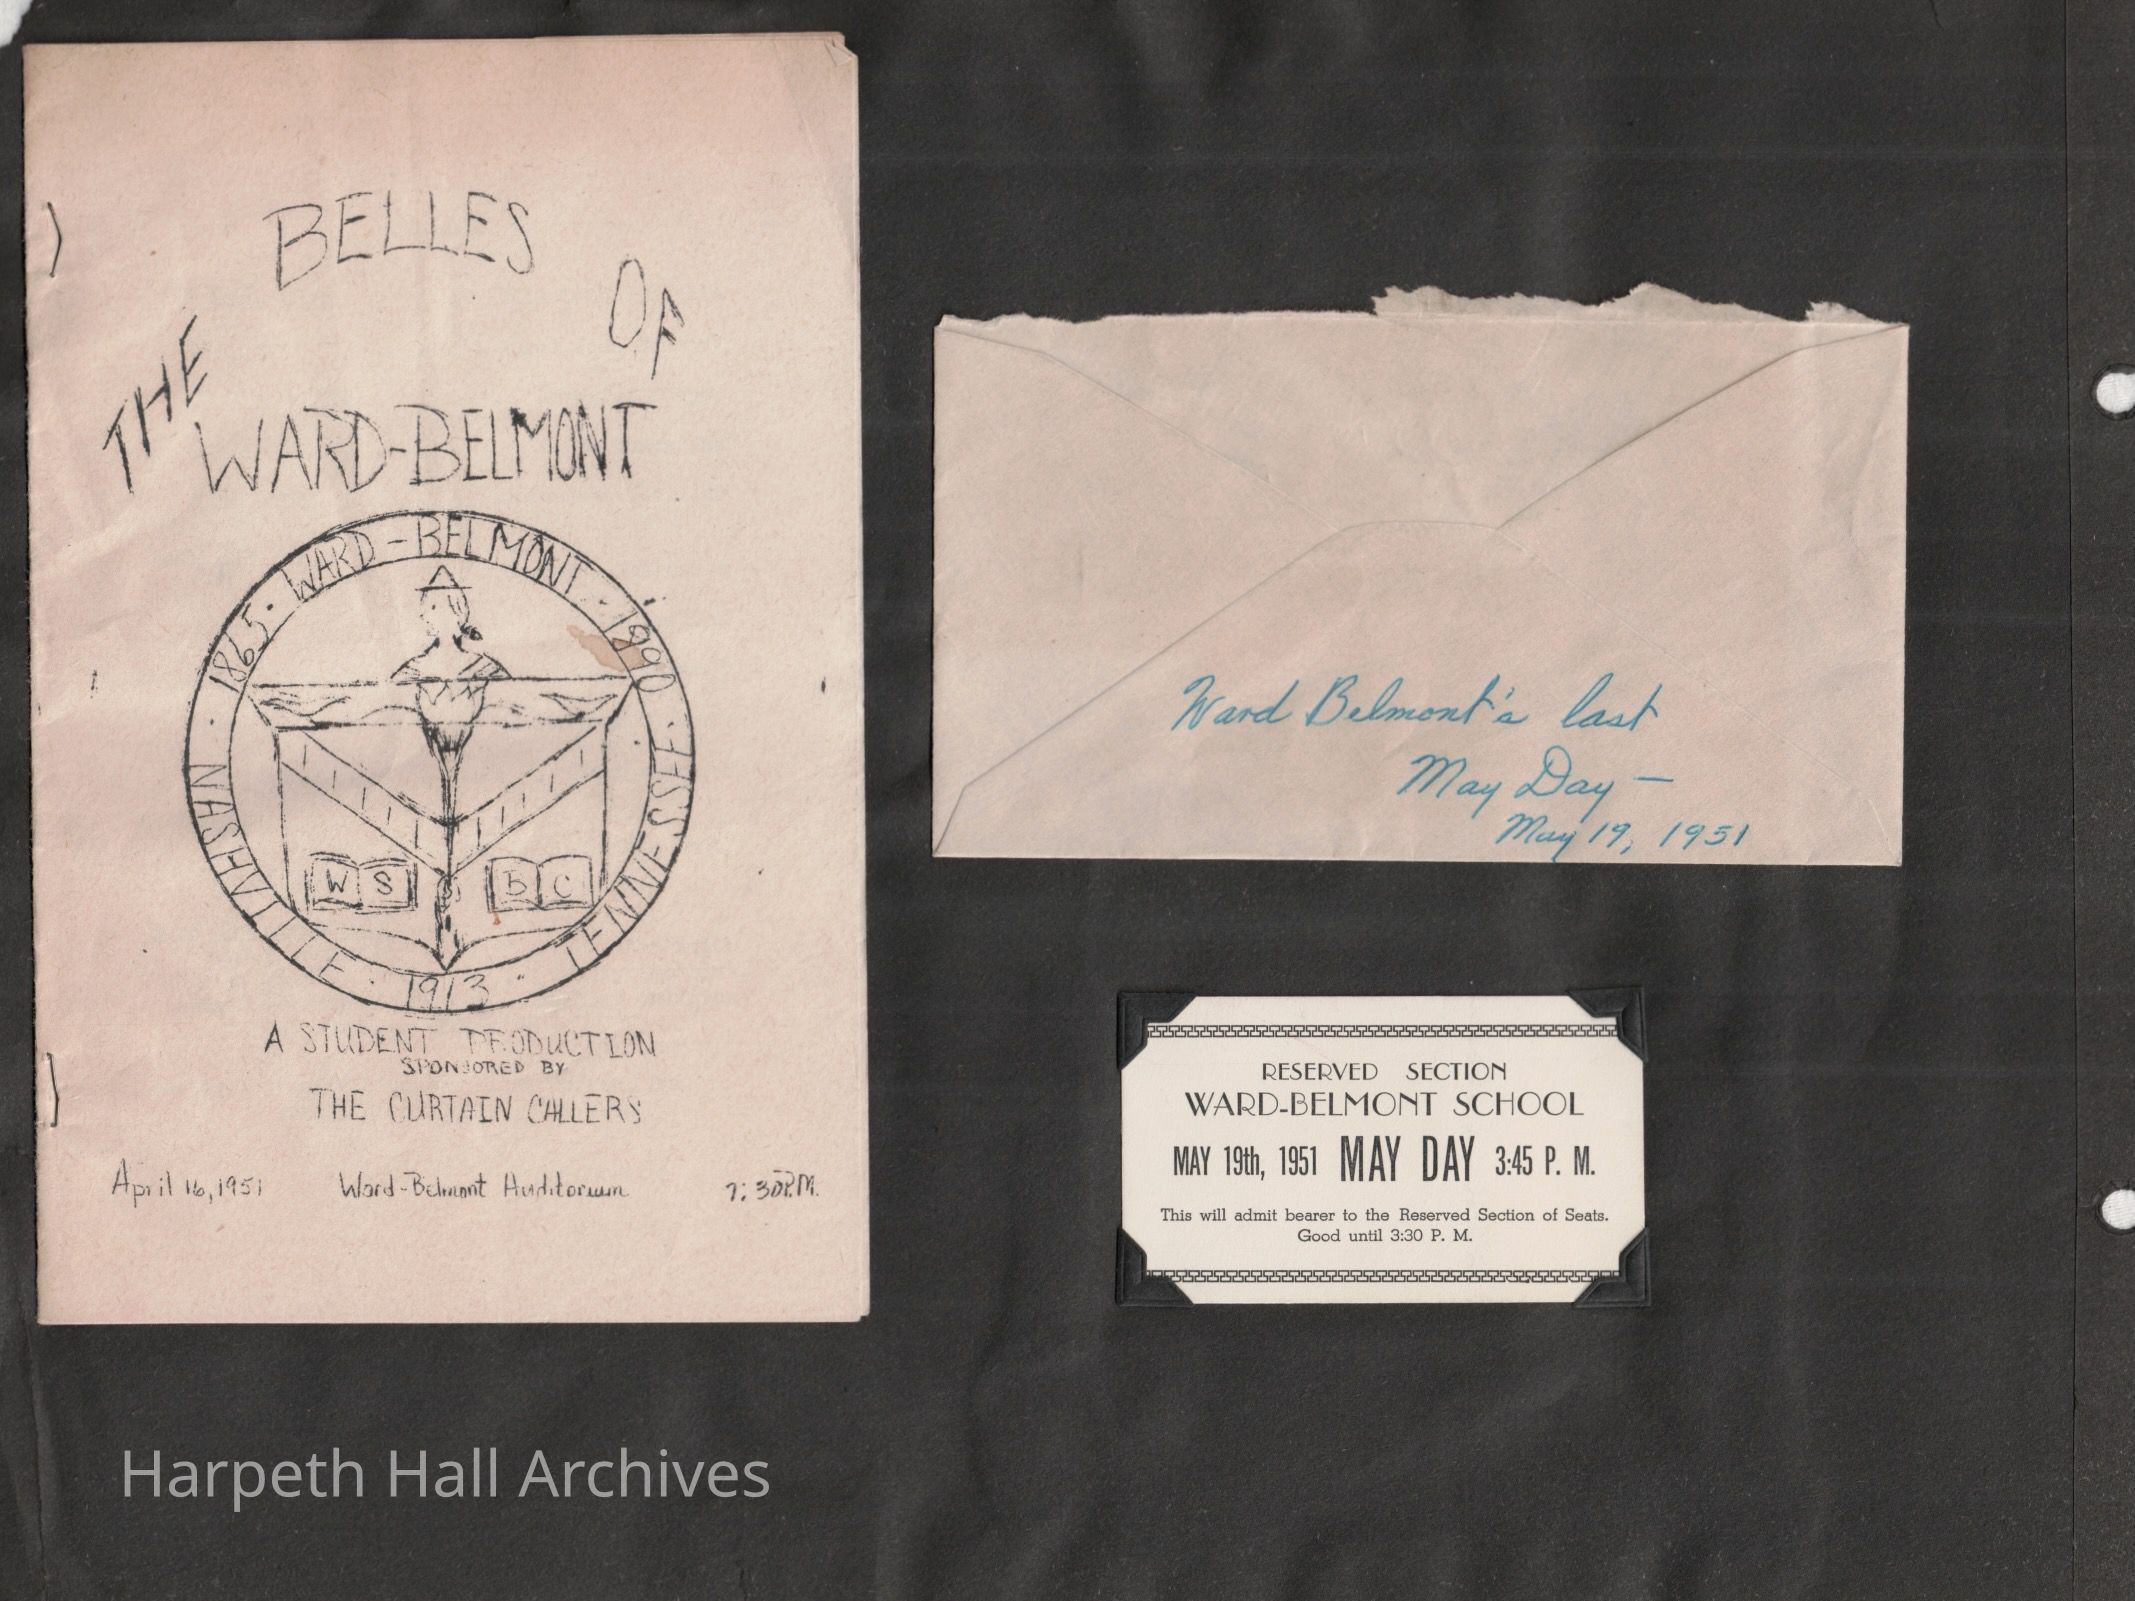 THE BELLES OF
WARD-BELMONT
1865 · WARD-BELMONT · 1890
NASHVILLE · 1913 · TENNESSEE
W S B C
A STUDENT PRODUCTION
SPONSORED BY
THE CURTAIN CALLERS
April 16, 1951 Ward-Belmont Auditorium 7:30 P.M.
Ward Belmont's last
May Day —
May 19, 1951
RESERVED SECTION
WARD-BELMONT SCHOOL
MAY 19th, 1951 MAY DAY 3:45 P. M.
This will admit bearer to the Reserved Section of Seats.
Good until 3:30 P. M.
Harpeth Hall Archives